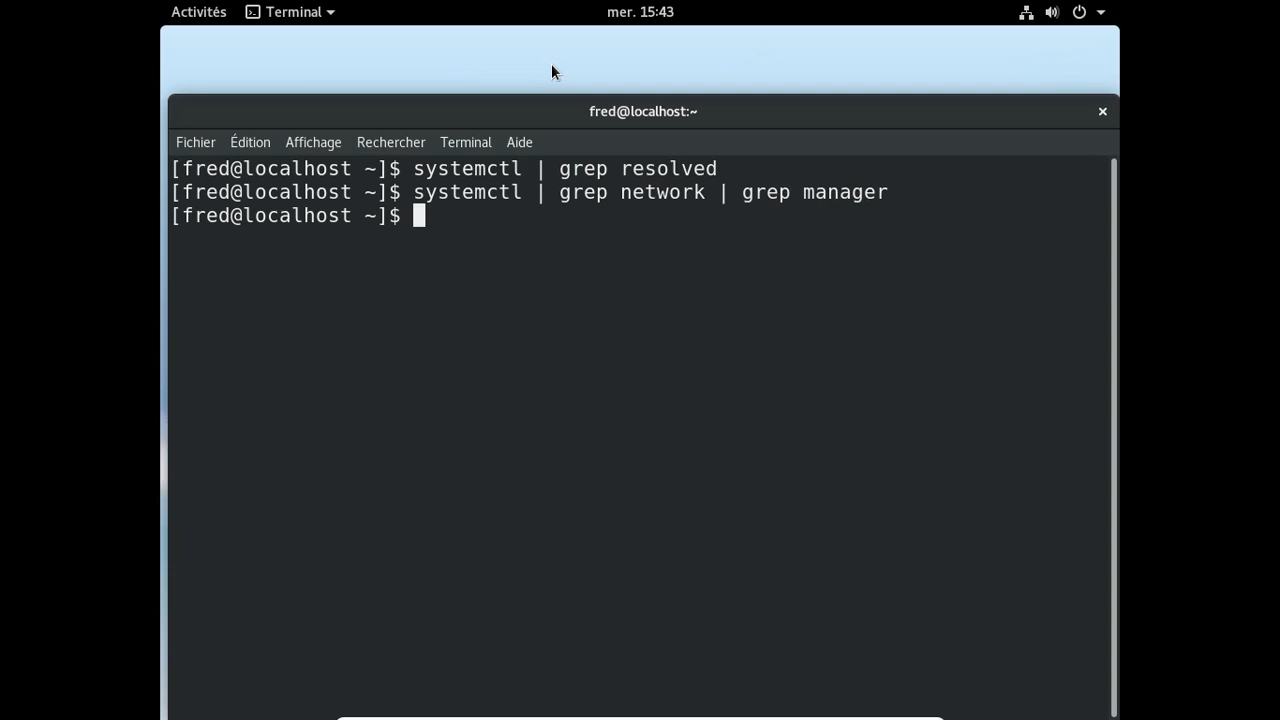 Activités Terminal mer. 15:43
fred@localhost:~
Fichier Édition Affichage Rechercher Terminal Aide
[fred@localhost ~]$ systemctl | grep resolved
[fred@localhost ~]$ systemctl | grep network | grep manager
[fred@localhost ~]$